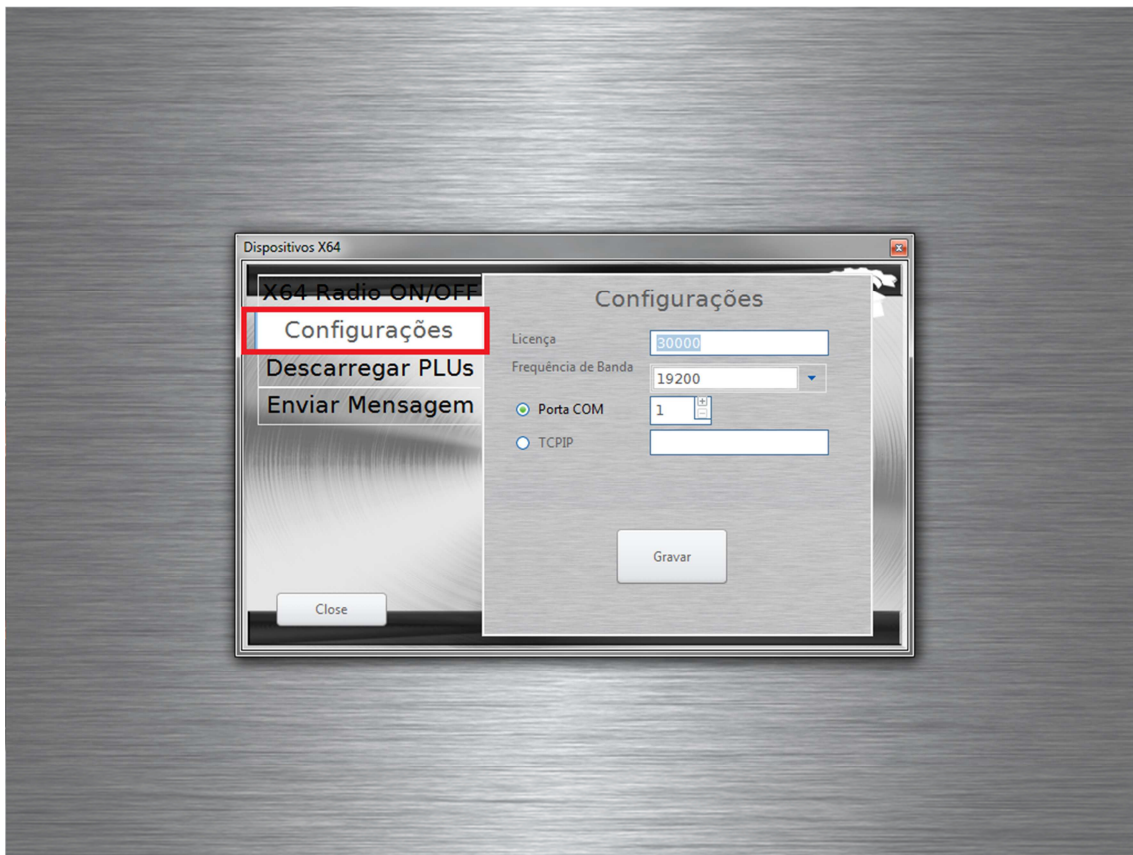 Dispositivos X64
X64 Radio ON/OFF
Configurações
Descarregar PLUs
Enviar Mensagem
Close
Configurações
Licença
30000
Frequência de Banda
19200
Porta COM
1
TCPIP
Gravar